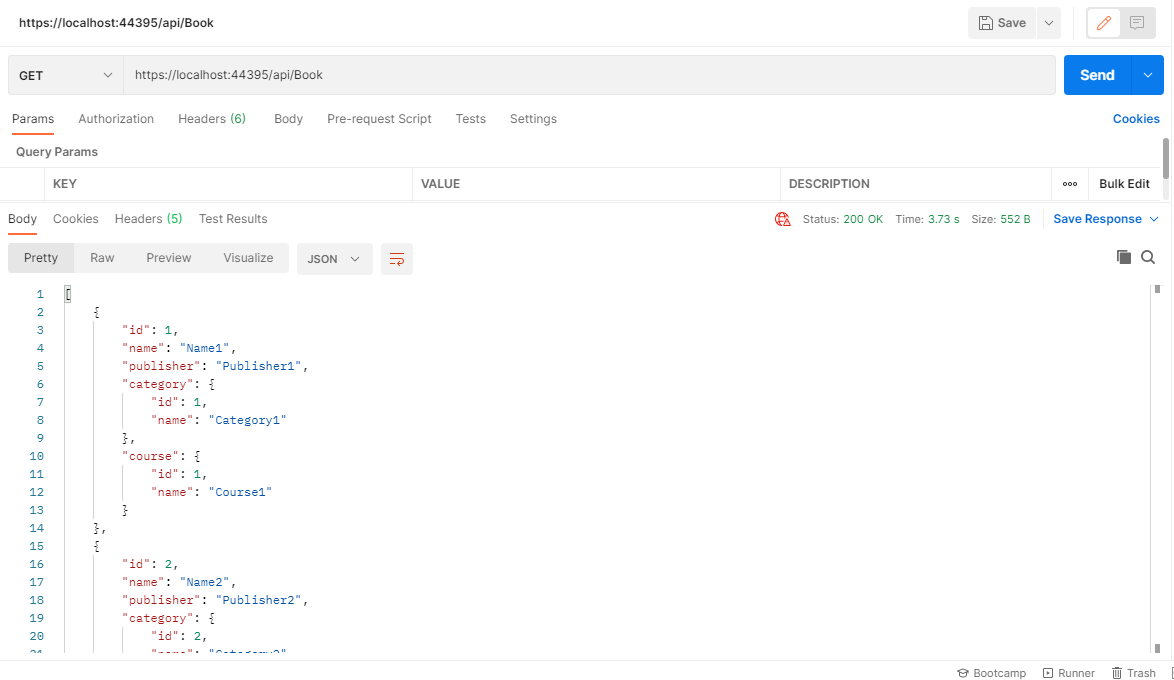 https://localhost:44395/api/Book
Save
GET https://localhost:44395/api/Book Send
Params Authorization Headers (6) Body Pre-request Script Tests Settings Cookies
Query Params
KEY VALUE DESCRIPTION ooo Bulk Edit
Body Cookies Headers (5) Test Results Status: 200 OK Time: 3.73 s Size: 552 B Save Response
Pretty Raw Preview Visualize JSON
1 [
2 {
3 "id": 1,
4 "name": "Name1",
5 "publisher": "Publisher1",
6 "category": {
7 "id": 1,
8 "name": "Category1"
9 },
10 "course": {
11 "id": 1,
12 "name": "Course1"
13 }
14 },
15 {
16 "id": 2,
17 "name": "Name2",
18 "publisher": "Publisher2",
19 "category": {
20 "id": 2,
21 "name": "Category2"
Bootcamp Runner Trash